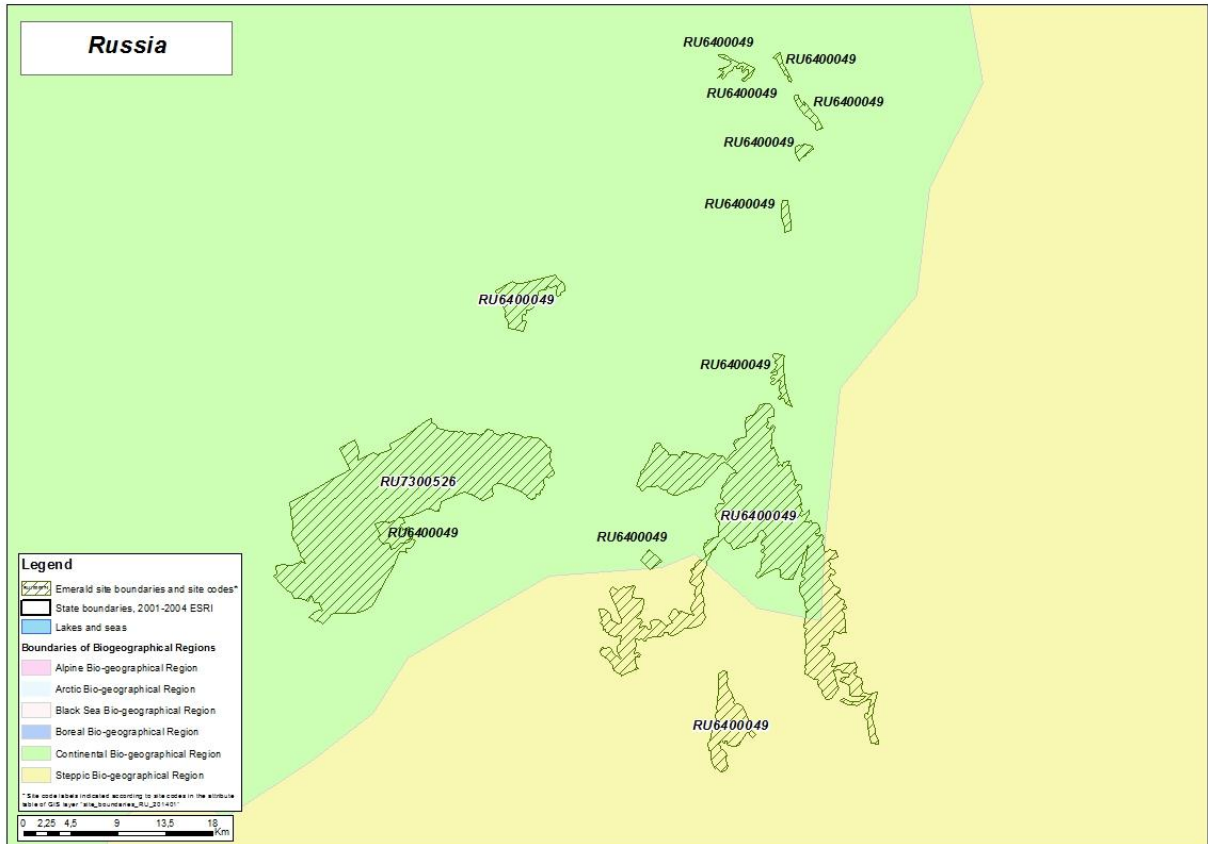 Russia
RU6400049
RU6400049
RU6400049
RU6400049
RU6400049
RU6400049
RU6400049
RU6400049
RU7300526
RU6400049
RU6400049
RU6400049
RU6400049
Legend
Emerald site boundaries and site codes*
State boundaries, 2001-2004 ESRI
Lakes and seas
Boundaries of Biogeographical Regions
Alpine Bio-geographical Region
Arctic Bio-geographical Region
Black Sea Bio-geographical Region
Boreal Bio-geographical Region
Continental Bio-geographical Region
Steppic Bio-geographical Region
* Site code labels indicated according to site codes in the attribute
table of GIS layer "site_boundaries_RU_201401"
0 2,25 4,5 9 13,5 18
Km